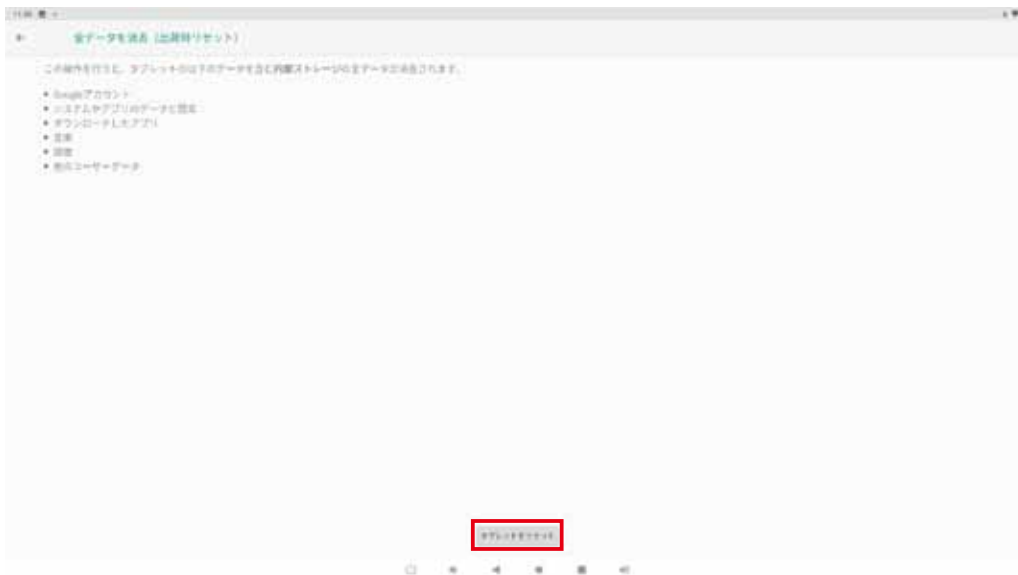 全データを消去（出荷時リセット）
この操作を行うと、タブレットの以下のデータを含む内部ストレージの全データが消去されます。
• Googleアカウント
• システムやアプリのデータと設定
• ダウンロードしたアプリ
• 音楽
• 画像
• 他のユーザーデータ
タブレットをリセット